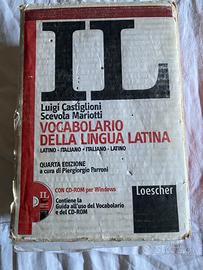 IL
Luigi Castiglioni
Scevola Mariotti
VOCABOLARIO
DELLA LINGUA LATINA
LATINO - ITALIANO • ITALIANO - LATINO
QUARTA EDIZIONE
a cura di Piergiorgio Parroni
CON CD-ROM per Windows
Contiene la
Guida all'uso del Vocabolario
e del CD-ROM
IL
Loescher